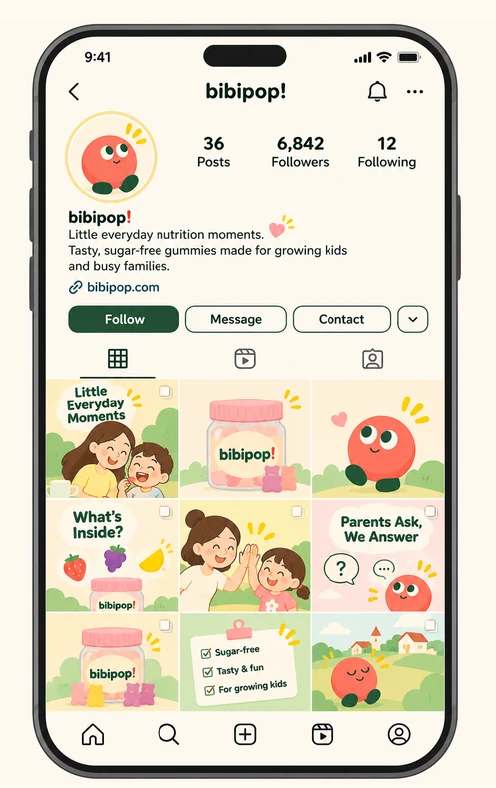 9:41
bibipop!
36
Posts
6,842
Followers
12
Following
bibipop!
Little everyday nutrition moments.
Tasty, sugar-free gummies made for growing kids
and busy families.
bibipop.com
Follow
Message
Contact
Little
Everyday
Moments
bibipop!
What's
Inside?
bibipop!
Parents Ask,
We Answer
?
...
bibipop!
Sugar-free
Tasty & fun
For growing kids